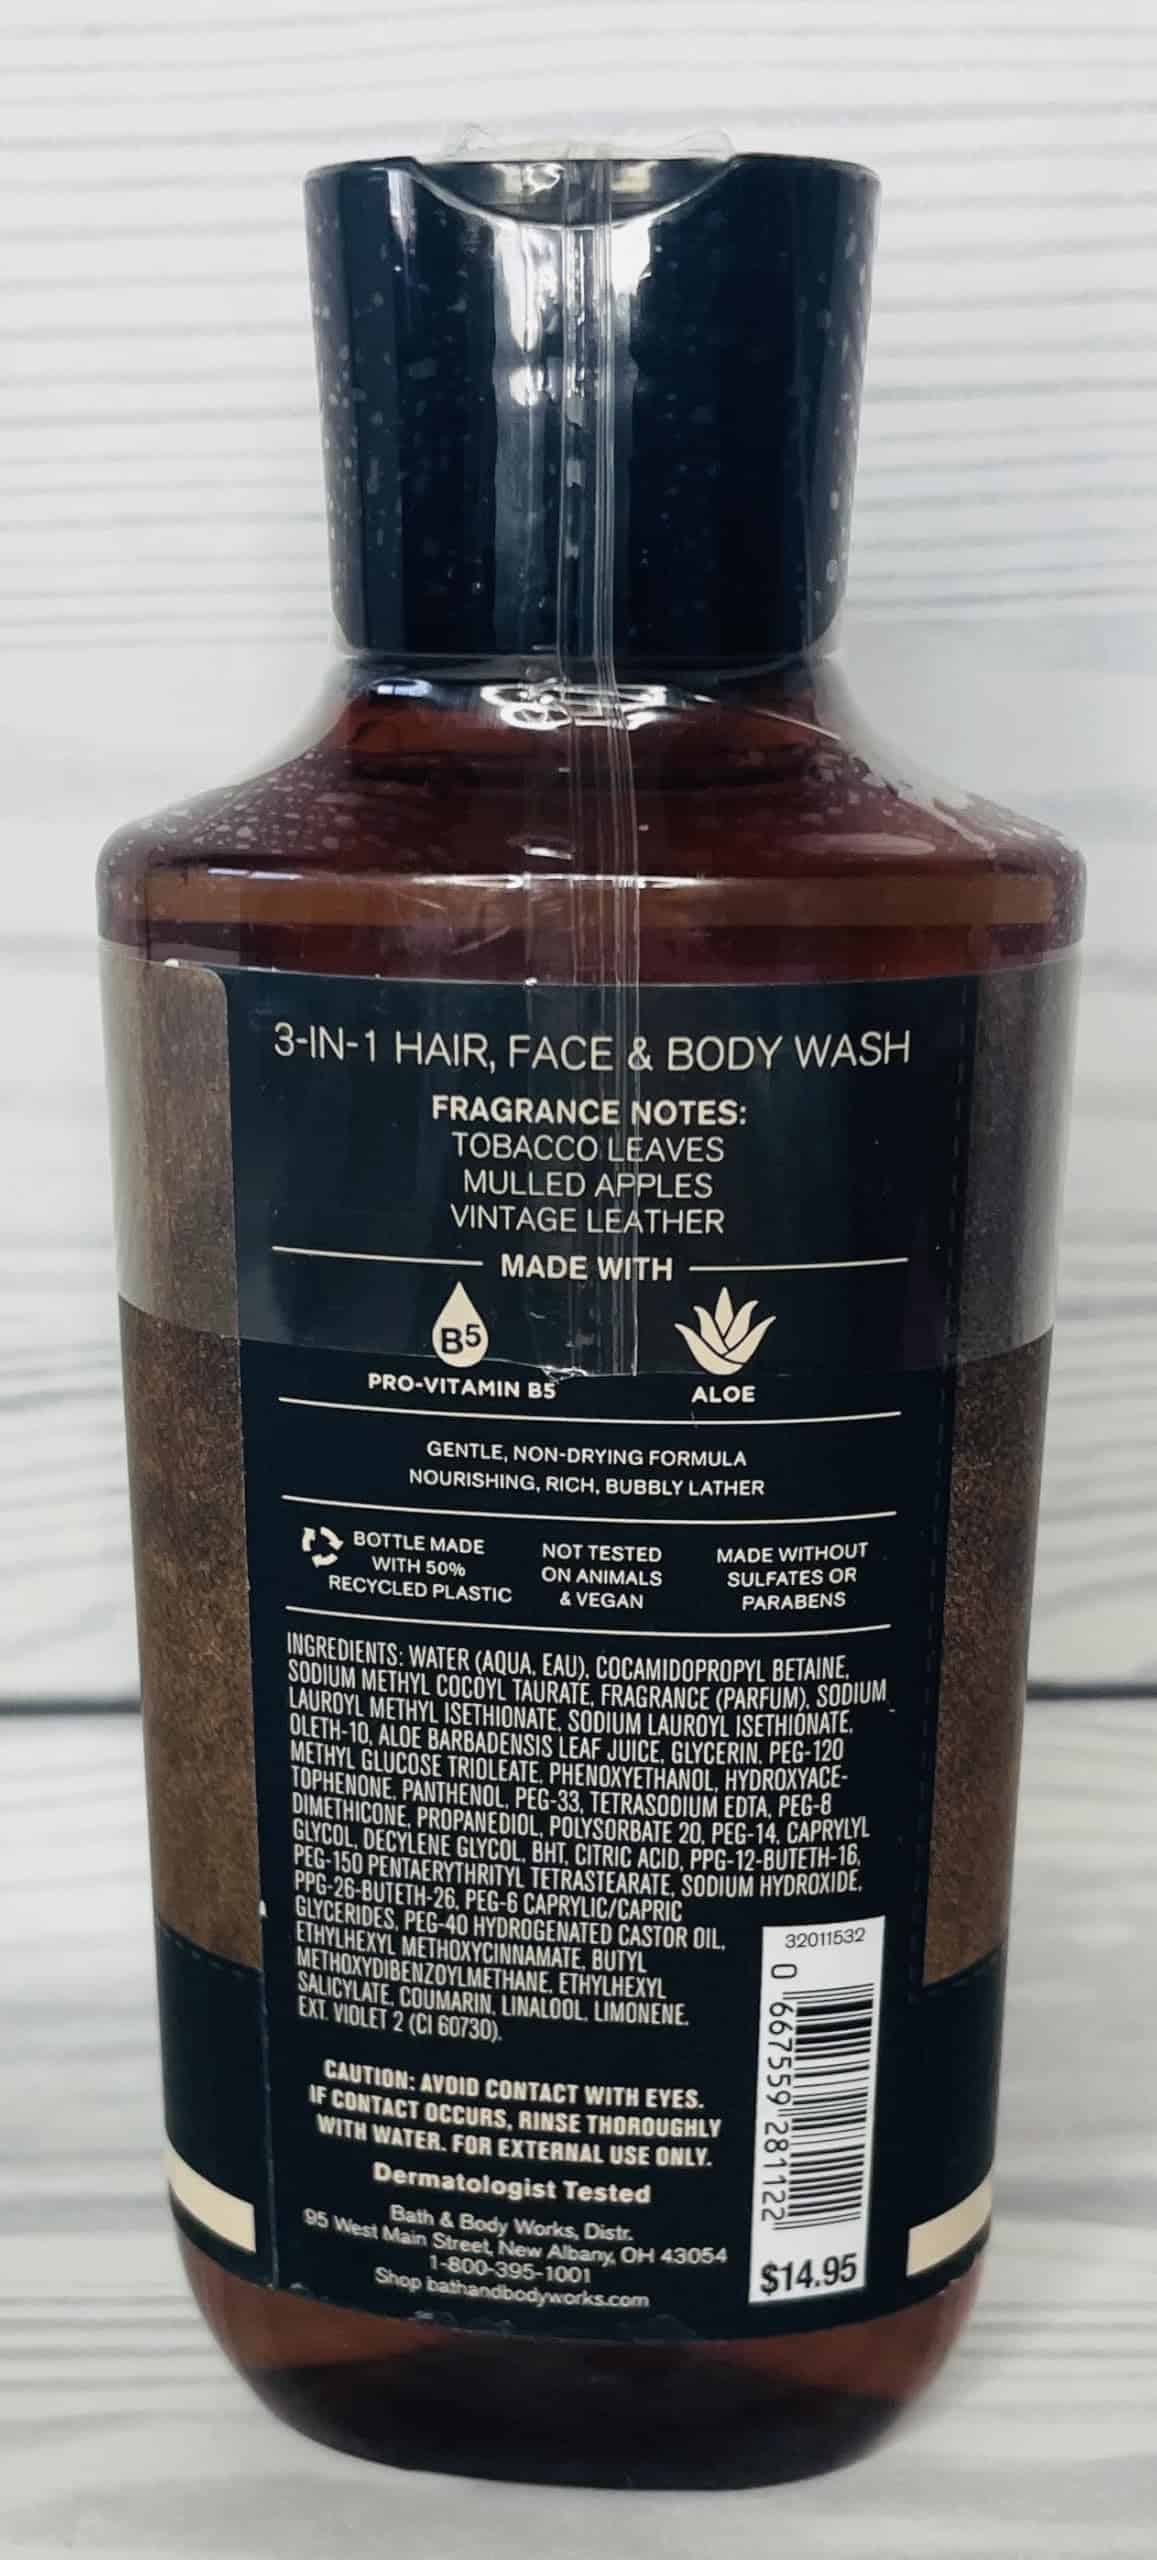 3-IN-1 HAIR, FACE & BODY WASH
FRAGRANCE NOTES:
TOBACCO LEAVES
MULLED APPLES
VINTAGE LEATHER
MADE WITH
B5
PRO-VITAMIN B5
ALOE
GENTLE, NON-DRYING FORMULA
NOURISHING, RICH, BUBBLY LATHER
BOTTLE MADE
WITH 50%
RECYCLED PLASTIC
NOT TESTED
ON ANIMALS
& VEGAN
MADE WITHOUT
SULFATES OR
PARABENS
INGREDIENTS: WATER (AQUA, EAU), COCAMIDOPROPYL BETAINE,
SODIUM METHYL COCOYL TAURATE, FRAGRANCE (PARFUM), SODIUM
LAUROYL METHYL ISETHIONATE, SODIUM LAUROYL ISETHIONATE,
OLETH-10, ALOE BARBADENSIS LEAF JUICE, GLYCERIN, PEG-120
METHYL GLUCOSE TRIOLEATE, PHENOXYETHANOL, HYDROXYACE-
TOPHENONE, PANTHENOL, PEG-33, TETRASODIUM EDTA, PEG-8
DIMETHICONE, PROPANEDIOL, POLYSORBATE 20, PEG-14, CAPRYLYL
GLYCOL, DECYLENE GLYCOL, BHT, CITRIC ACID, PPG-12-BUTETH-16,
PEG-150 PENTAERYTHRITYL TETRASTEARATE, SODIUM HYDROXIDE,
PPG-26-BUTETH-26, PEG-6 CAPRYLIC/CAPRIC
GLYCERIDES, PEG-40 HYDROGENATED CASTOR OIL,
ETHYLHEXYL METHOXYCINNAMATE, BUTYL
METHOXYDIBENZOYLMETHANE, ETHYLHEXYL
SALICYLATE, COUMARIN, LINALOOL, LIMONENE,
EXT. VIOLET 2 (CI 60730).
CAUTION: AVOID CONTACT WITH EYES.
IF CONTACT OCCURS, RINSE THOROUGHLY
WITH WATER. FOR EXTERNAL USE ONLY.
Dermatologist Tested
Bath & Body Works, Distr.
95 West Main Street, New Albany, OH 43054
1-800-395-1001
Shop bathandbodyworks.com
32011532
0 667559 281122
$14.95